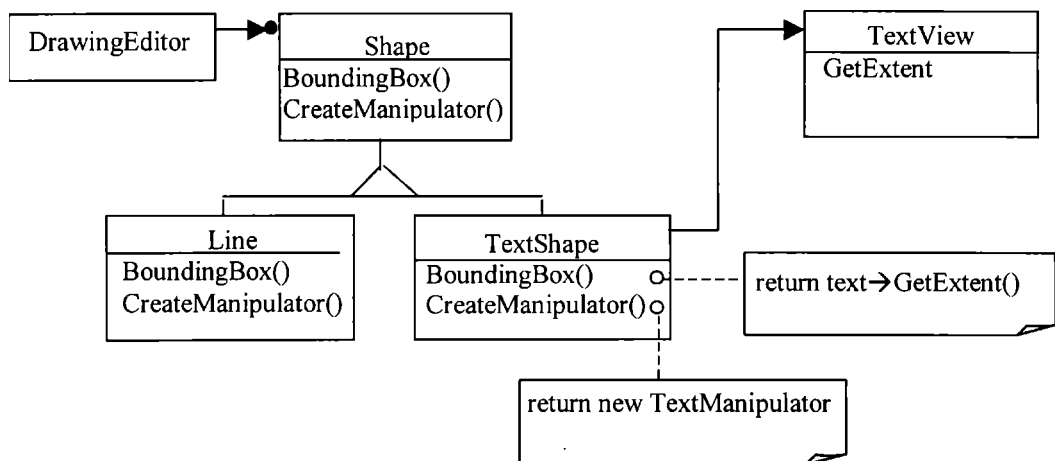 DrawingEditor
Shape
BoundingBox()
CreateManipulator()
TextView
GetExtent
Line
BoundingBox()
CreateManipulator()
TextShape
BoundingBox()
CreateManipulator()
return text→GetExtent()
return new TextManipulator